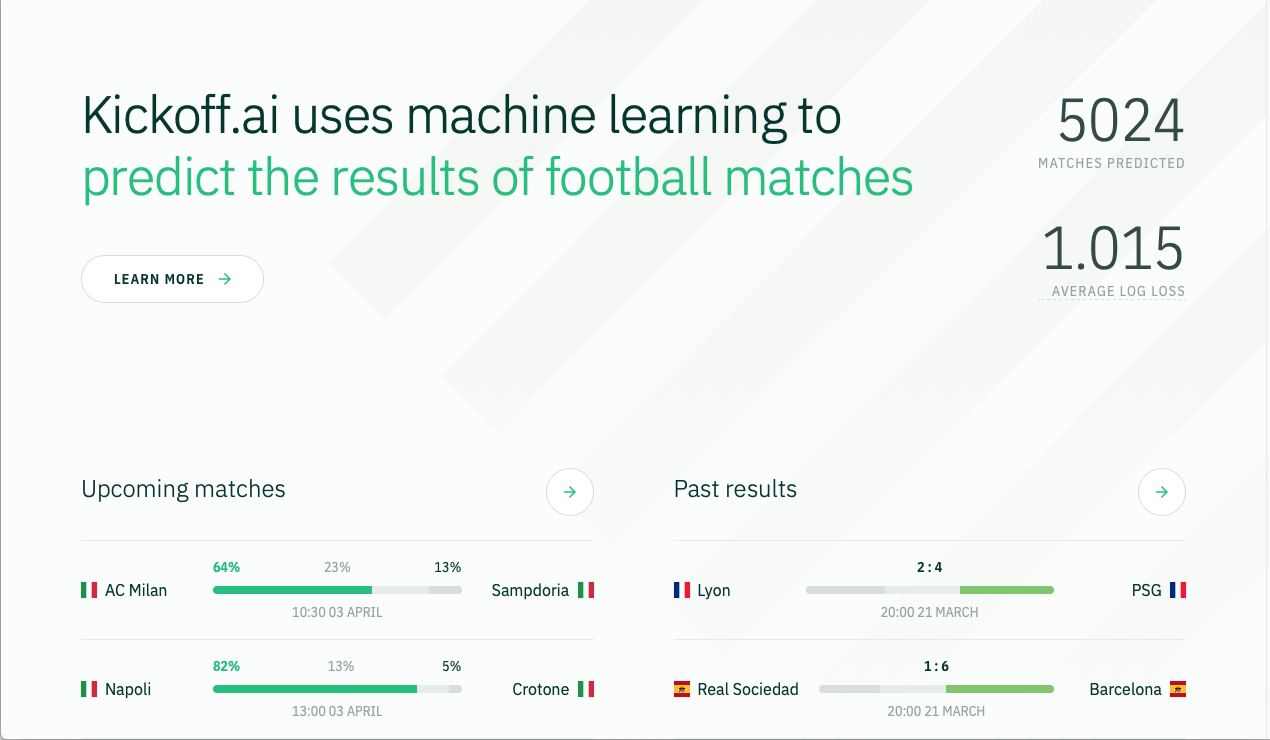 Kickoff.ai uses machine learning to
predict the results of football matches
LEARN MORE
5024
MATCHES PREDICTED
1.015
AVERAGE LOG LOSS
Upcoming matches
64% 23% 13%
AC Milan Sampdoria
10:30 03 APRIL
82% 13% 5%
Napoli Crotone
13:00 03 APRIL
Past results
2 : 4
Lyon PSG
20:00 21 MARCH
1 : 6
Real Sociedad Barcelona
20:00 21 MARCH